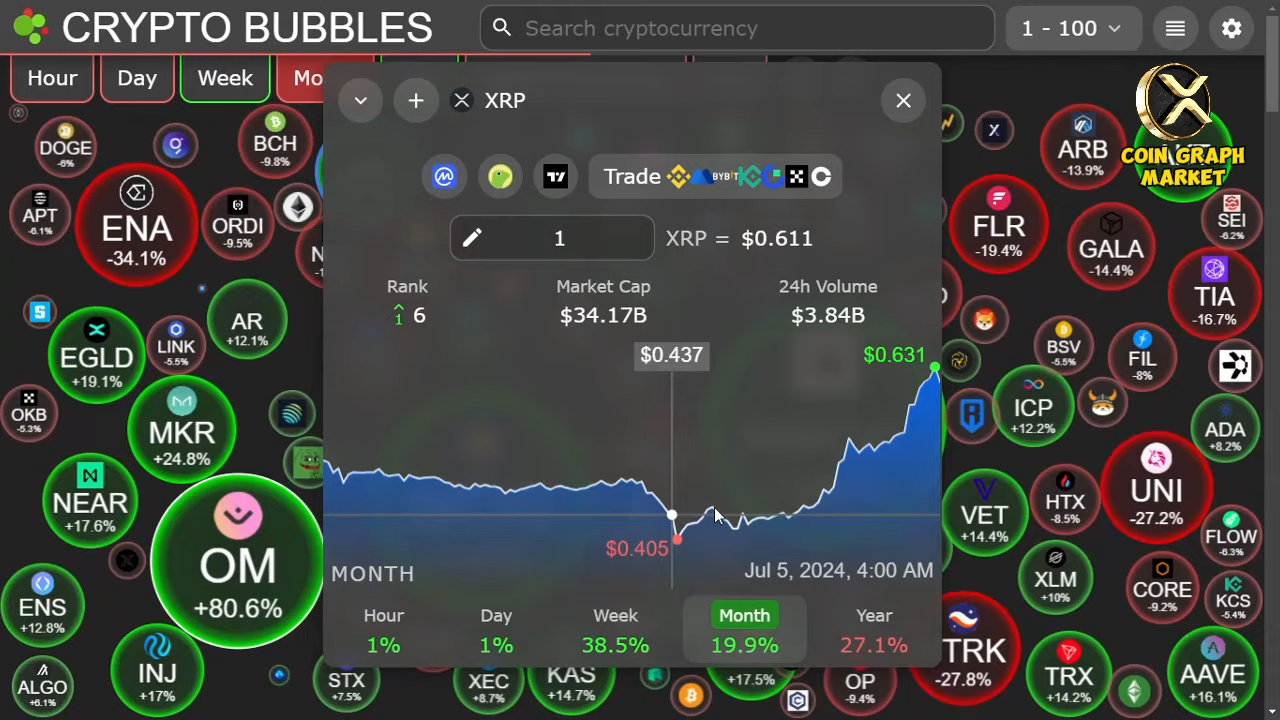 CRYPTO BUBBLES
Search cryptocurrency
1 - 100
Hour
Day
Week
Mo
XRP
Trade
BYBIT
1
XRP = $0.611
Rank
Market Cap
24h Volume
1 6
$34.17B
$3.84B
$0.437
$0.631
$0.405
MONTH
Jul 5, 2024, 4:00 AM
Hour
Day
Week
Month
Year
1%
1%
38.5%
19.9%
27.1%
COIN GRAPH
MARKET
DOGE
-6%
BCH
-9.8%
APT
-6.1%
ENA
-34.1%
ORDI
-9.5%
AR
+12.1%
EGLD
+19.1%
LINK
-5.5%
OKB
-5.3%
MKR
+24.8%
NEAR
+17.6%
OM
+80.6%
ENS
+12.8%
INJ
+17%
ALGO
+6.1%
STX
+7.5%
XEC
+8.7%
KAS
+14.7%
+17.5%
OP
-9.4%
TRK
-27.8%
TRX
+14.2%
AAVE
+16.1%
ARB
-13.9%
FLR
-19.4%
GALA
-14.4%
SEI
-6.2%
TIA
-16.7%
BSV
-5.5%
FIL
-8%
ICP
+12.2%
ADA
+8.2%
UNI
-27.2%
VET
+14.4%
HTX
-8.5%
FLOW
-6.3%
XLM
+10%
CORE
-9.2%
KCS
-5.4%